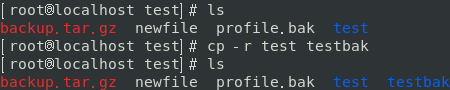 [root@localhost test]# ls
backup.tar.gz newfile profile.bak test
[root@localhost test]# cp -r test testbak
[root@localhost test]# ls
backup.tar.gz newfile profile.bak test testbak